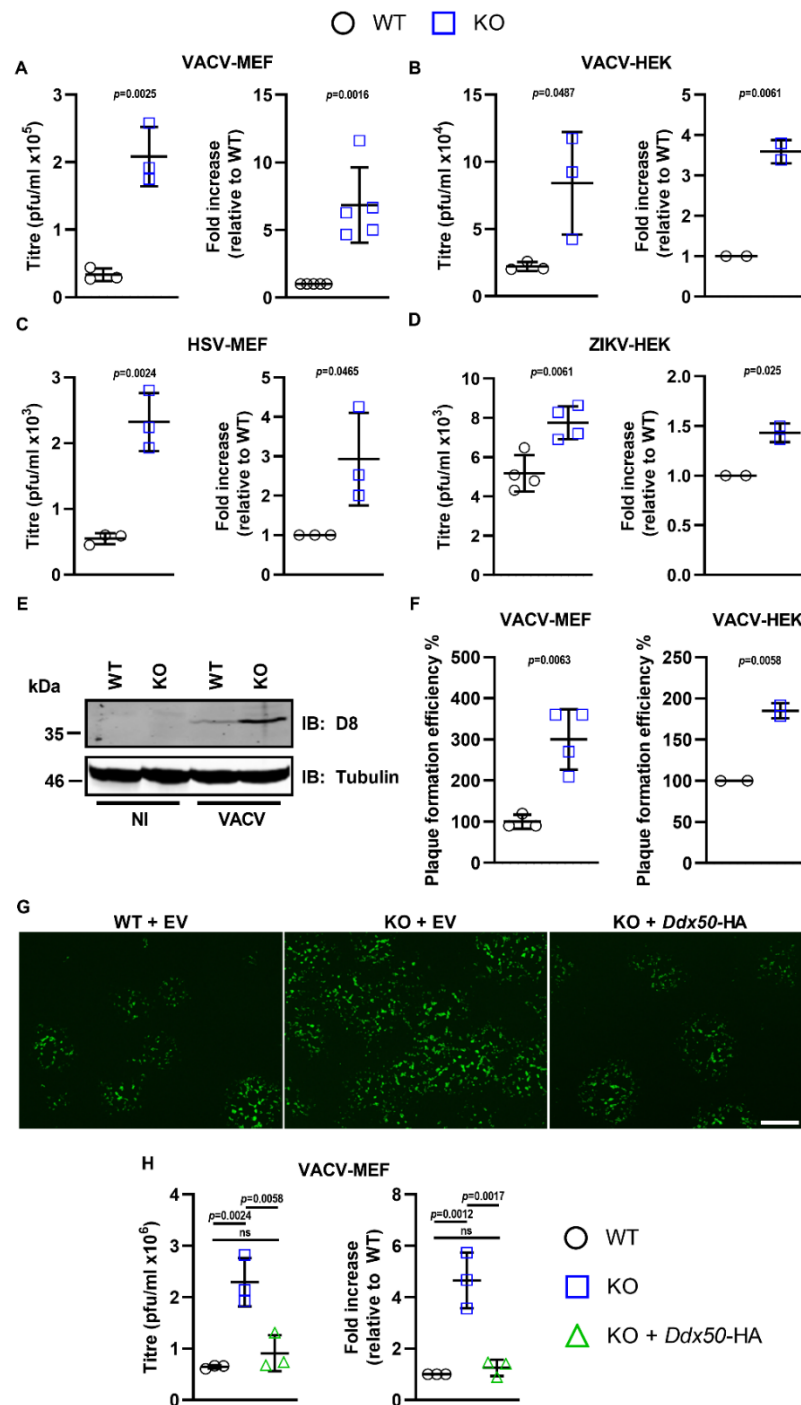 WT KO
A VACV-MEF
p=0.0025
Titre (pfu/ml x10⁵)
3
2
1
0
p=0.0016
Fold increase
(relative to WT)
15
10
5
0
B VACV-HEK
p=0.0487
Titre (pfu/ml x10⁴)
15
10
5
0
p=0.0061
Fold increase
(relative to WT)
5
4
3
2
1
0
C HSV-MEF
p=0.0024
Titre (pfu/ml x10³)
3
2
1
0
p=0.0465
Fold increase
(relative to WT)
5
4
3
2
1
0
D ZIKV-HEK
p=0.0061
Titre (pfu/ml x10³)
10
8
6
4
2
0
p=0.025
Fold increase
(relative to WT)
2.0
1.5
1.0
0.5
0.0
E
kDa WT KO WT KO
35 IB: D8
46 IB: Tubulin
NI VACV
F VACV-MEF
p=0.0063
Plaque formation efficiency %
500
400
300
200
100
0
VACV-HEK
p=0.0058
Plaque formation efficiency %
250
200
150
100
50
0
G
WT + EV KO + EV KO + Ddx50-HA
H VACV-MEF
p=0.0058
p=0.0024
ns
Titre (pfu/ml x10⁶)
4
3
2
1
0
p=0.0017
p=0.0012
ns
Fold increase
(relative to WT)
8
6
4
2
0
WT
KO
KO + Ddx50-HA